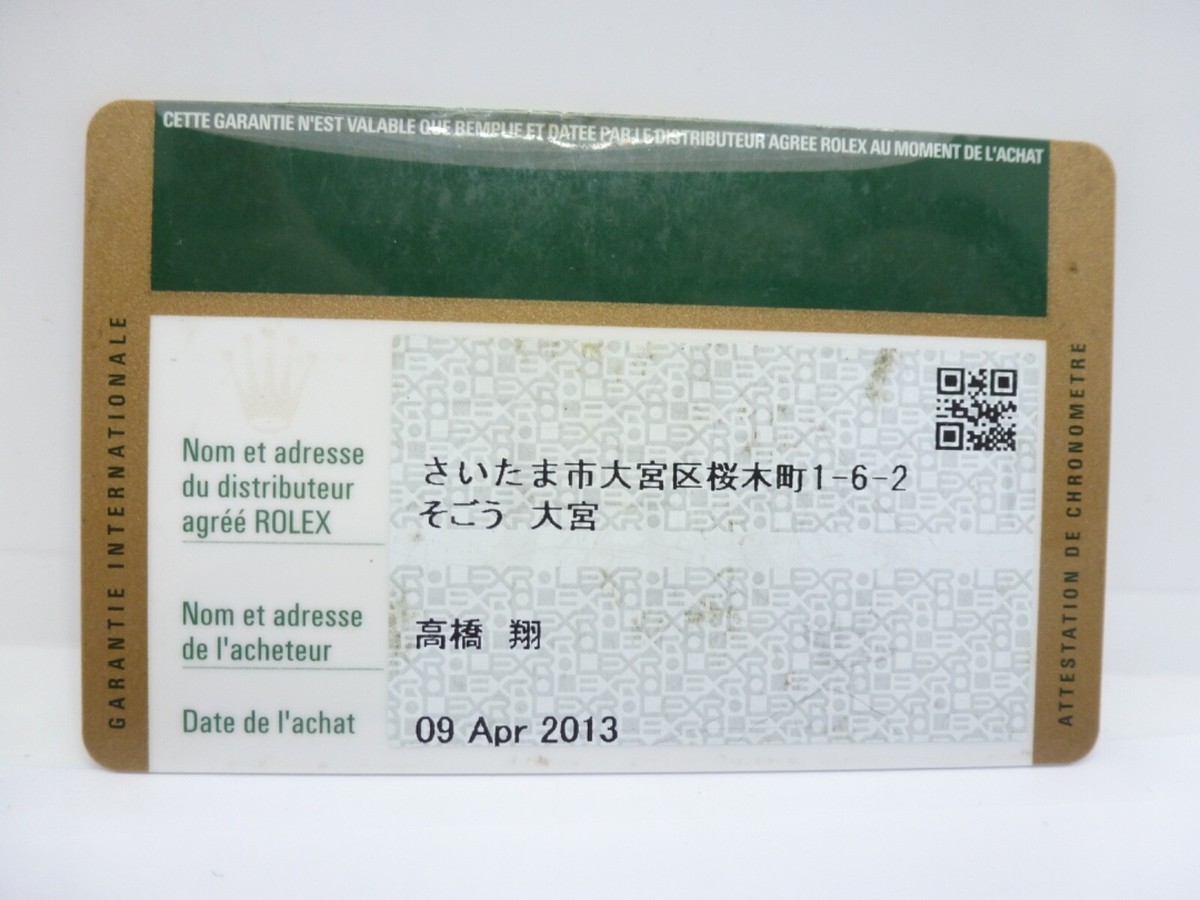 CETTE GARANTIE N'EST VALABLE QUE REMPLIE ET DATEE PAR LE DISTRIBUTEUR AGREE ROLEX AU MOMENT DE L'ACHAT
GARANTIE INTERNATIONALE
Nom et adresse
du distributeur
agréé ROLEX
さいたま市大宮区桜木町1-6-2
そごう 大宮
Nom et adresse
de l'acheteur
高橋 翔
Date de l'achat
09 Apr 2013
ATTESTATION DE CHRONOMETRE